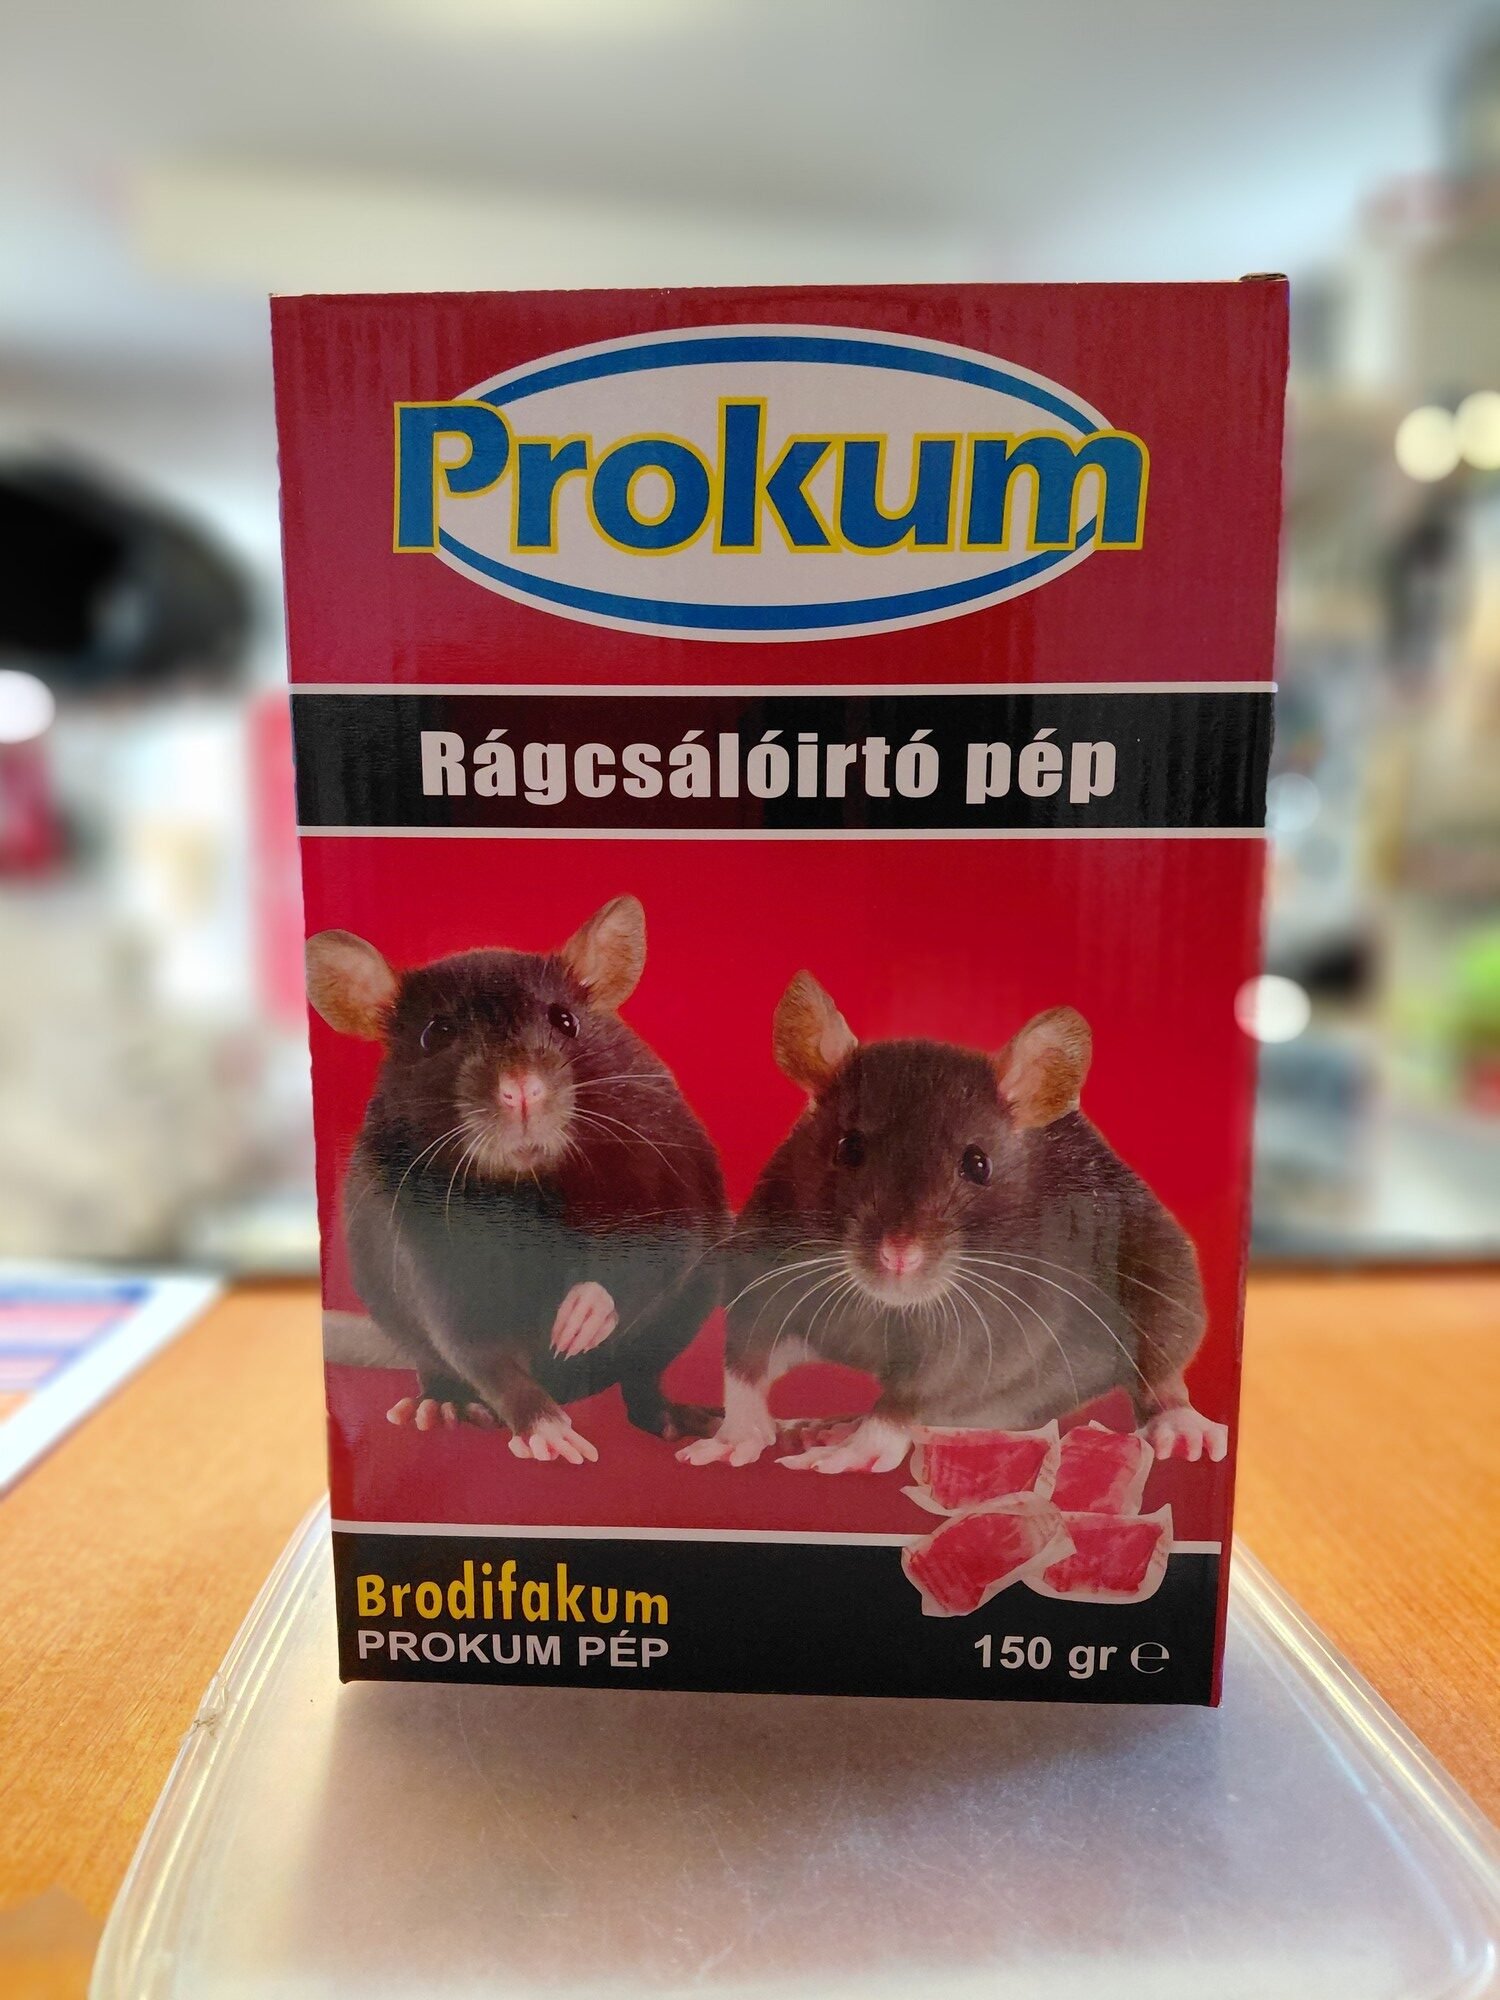 Prokum
Rágcsálóirtó pép
Brodifakum
PROKUM PÉP
150 gr ℮